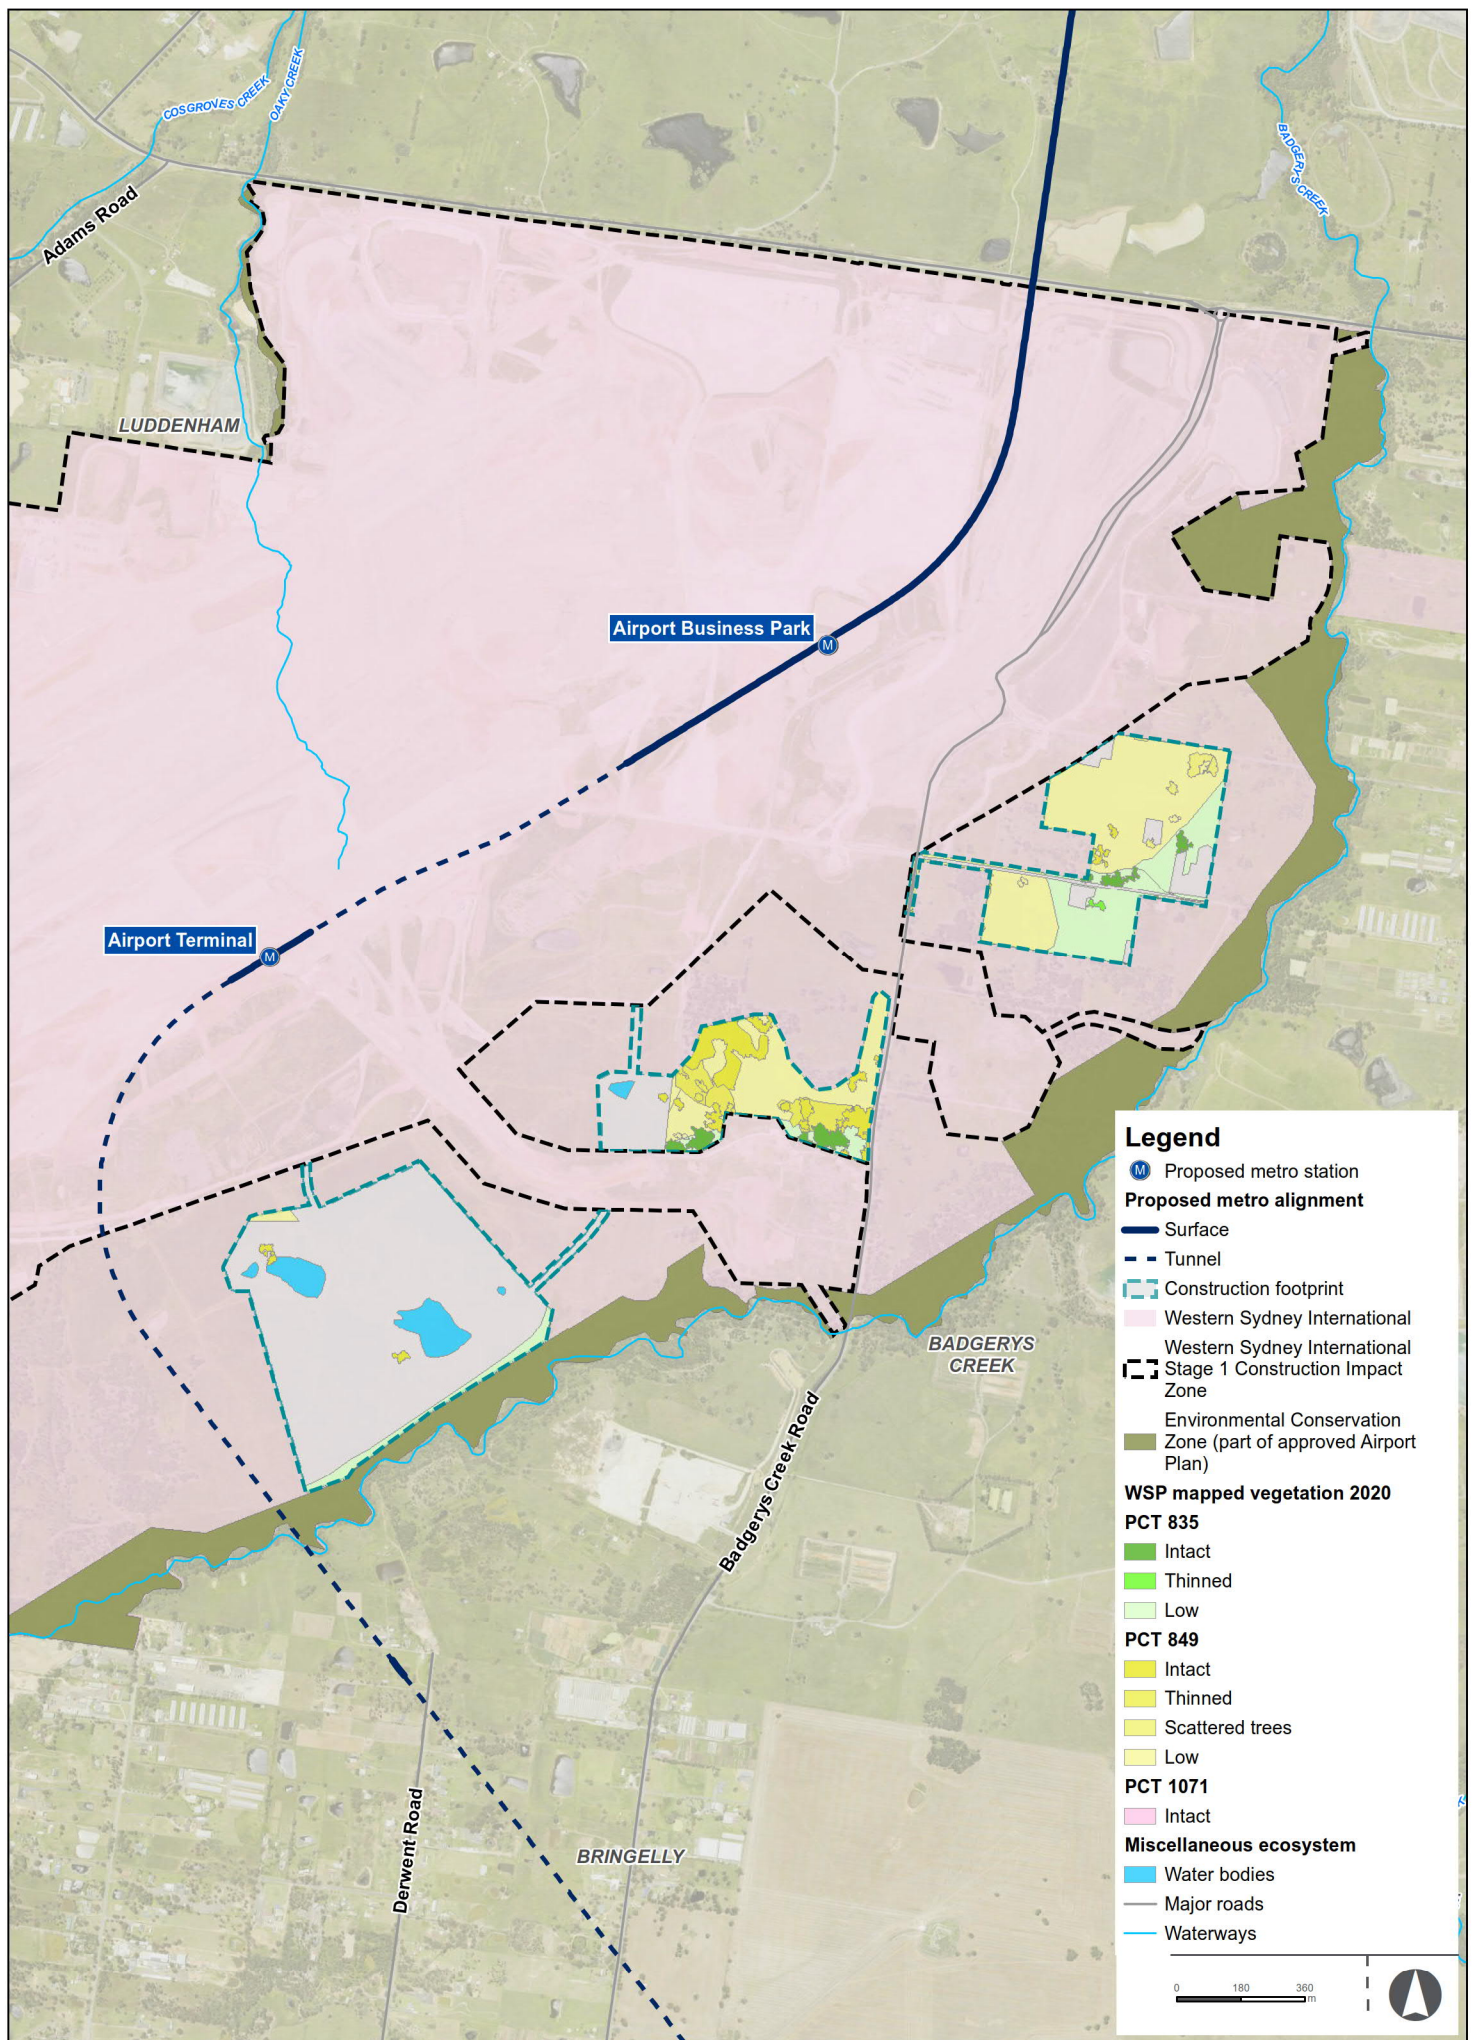 COSGROVES CREEK
OAKY CREEK
BADGERYS CREEK
Adams Road
LUDDENHAM
Airport Business Park
M
Airport Terminal
M
BADGERYS
CREEK
Badgerys Creek Road
Derwent Road
BRINGELLY
Legend
M Proposed metro station
Proposed metro alignment
Surface
Tunnel
Construction footprint
Western Sydney International
Western Sydney International
Stage 1 Construction Impact
Zone
Environmental Conservation
Zone (part of approved Airport
Plan)
WSP mapped vegetation 2020
PCT 835
Intact
Thinned
Low
PCT 849
Intact
Thinned
Scattered trees
Low
PCT 1071
Intact
Miscellaneous ecosystem
Water bodies
Major roads
Waterways
0 180 360
m